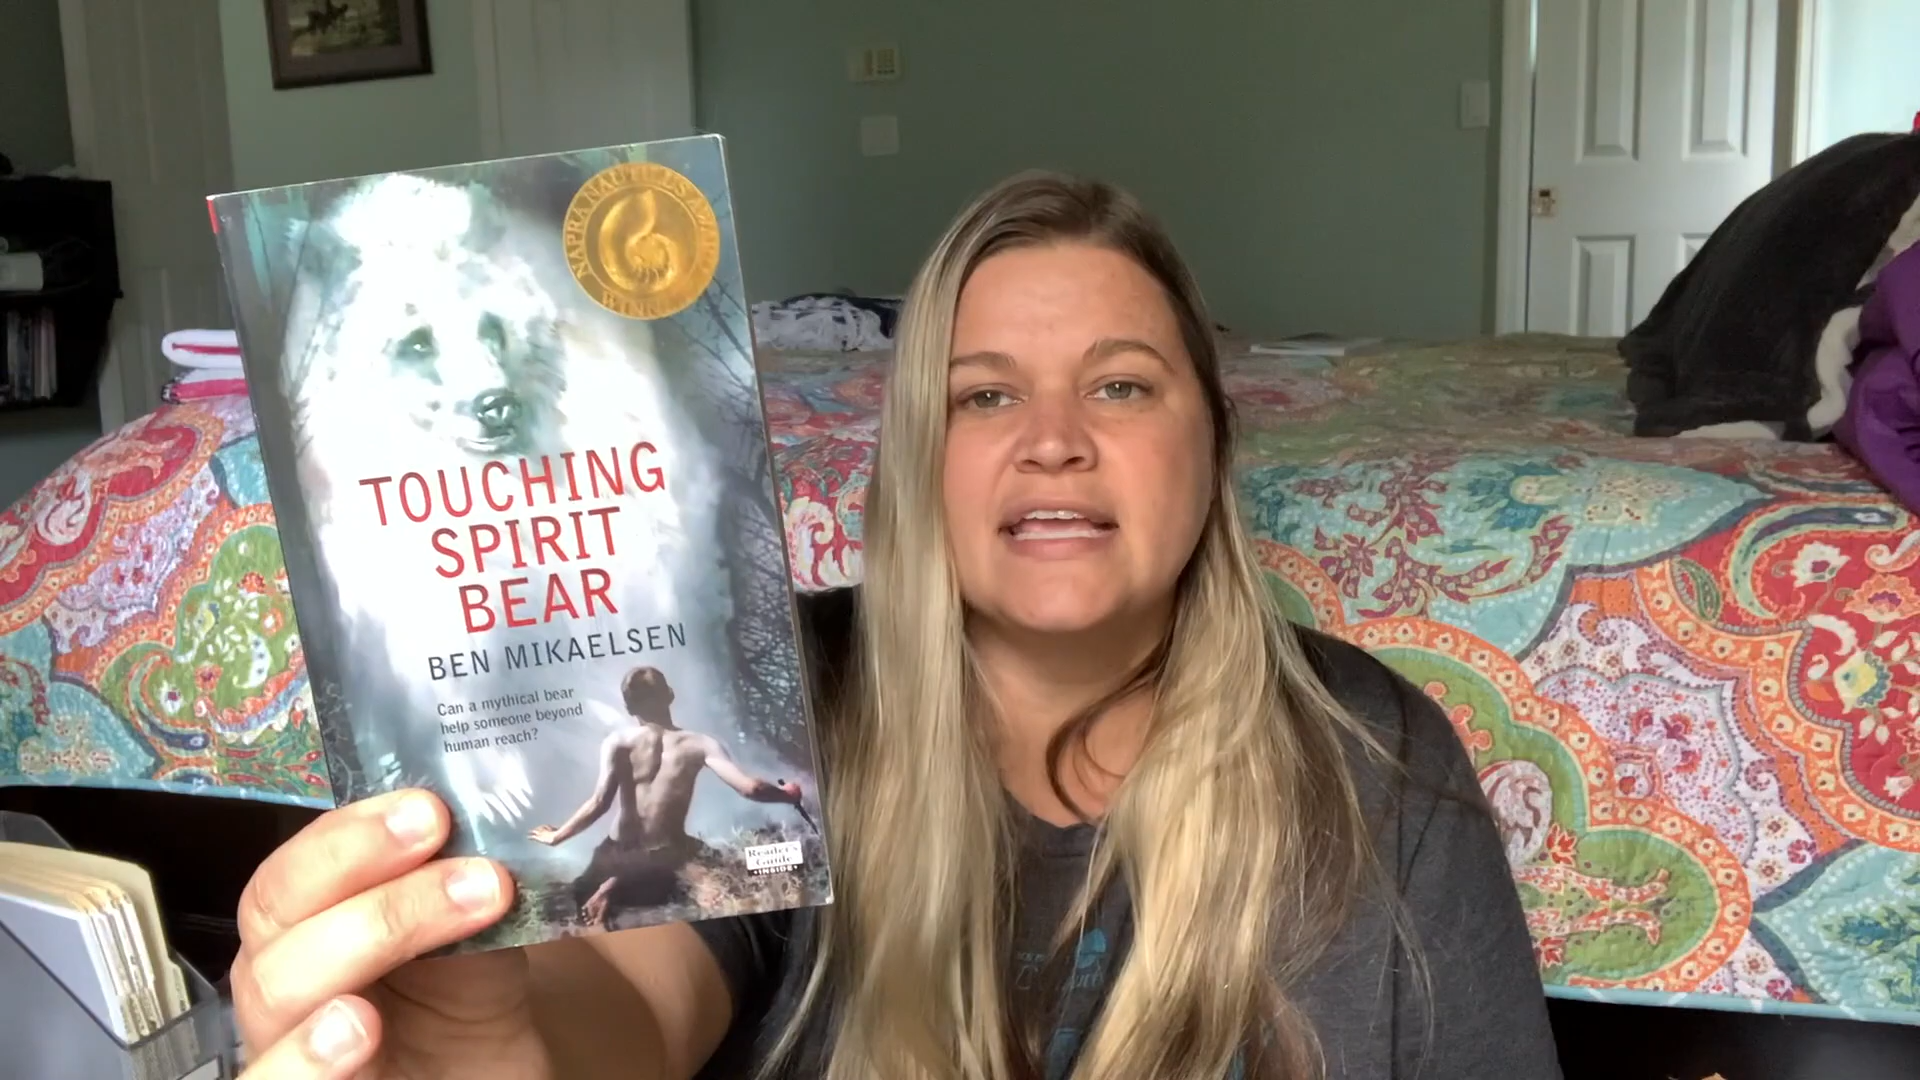 NAPRA NAUTILUS AWARD
WINNER
TOUCHING
SPIRIT
BEAR
BEN MIKAELSEN
Can a mythical bear
help someone beyond
human reach?
Reader's
Guide
•INSIDE•